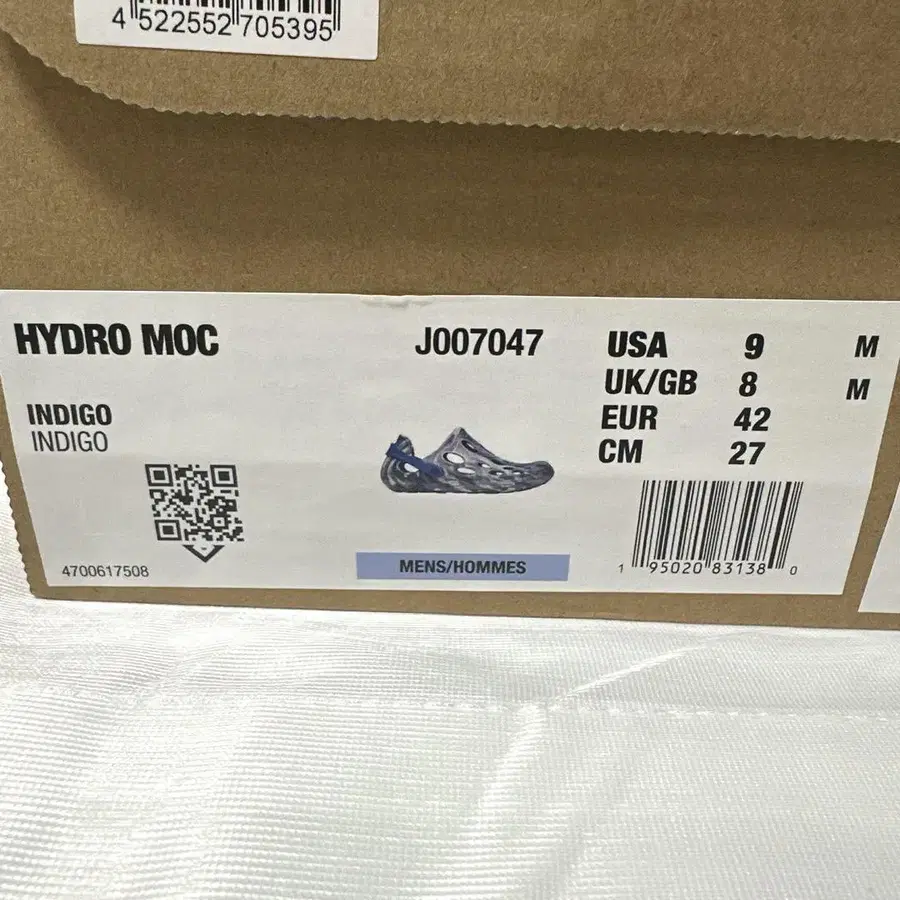 4 522552 705395
HYDRO MOC
J007047
USA 9 M
UK/GB 8 M
EUR 42
CM 27
INDIGO
INDIGO
4700617508
MENS/HOMMES
1 95020 83138 0